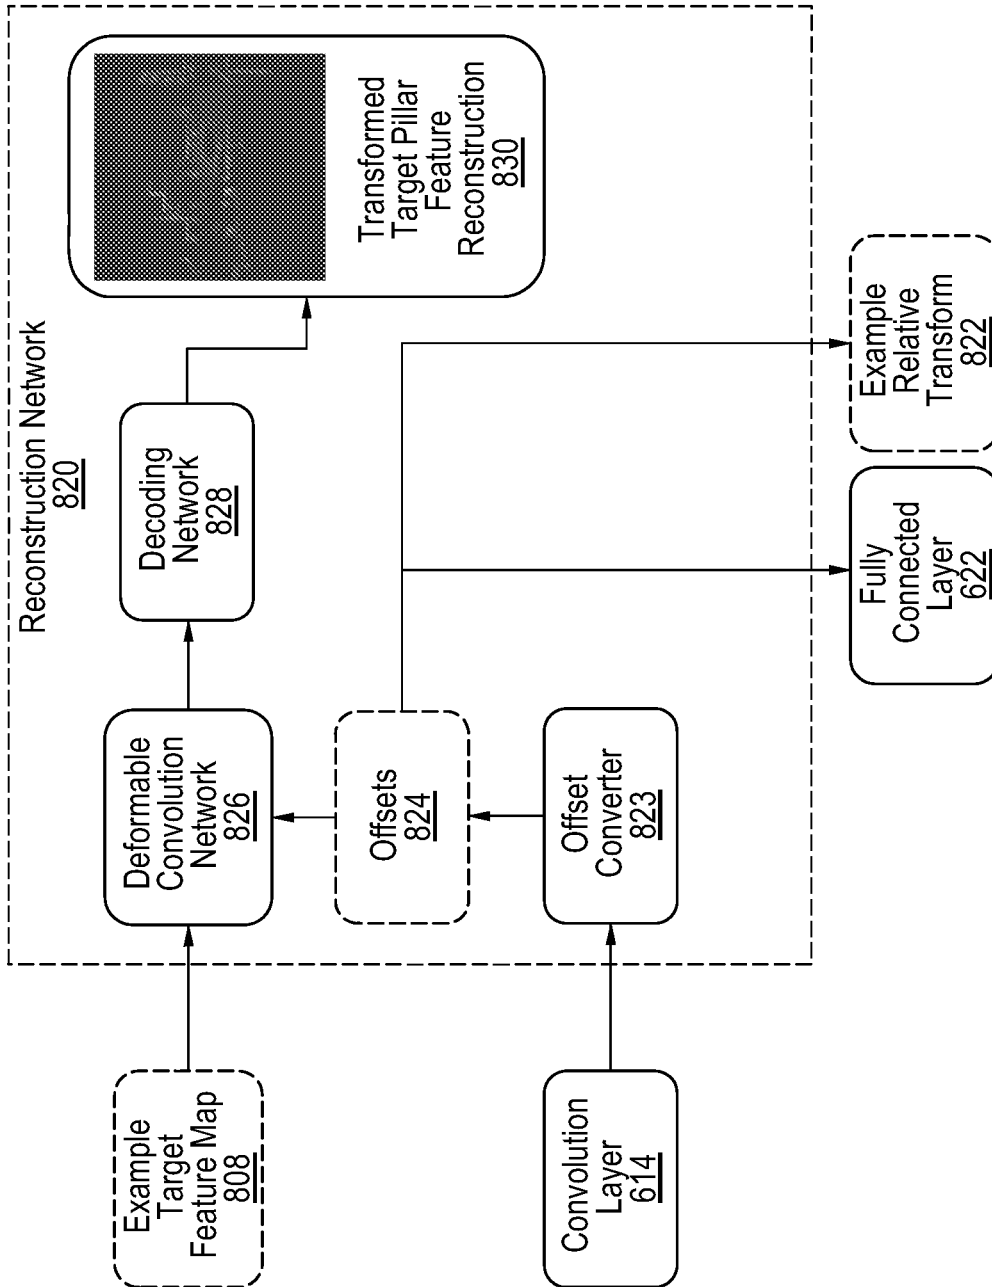 Reconstruction Network
820
Example
Target
Feature Map
808
Deformable
Convolution
Network
826
Decoding
Network
828
Transformed
Target Pillar
Feature
Reconstruction
830
Offsets
824
Convolution
Layer
614
Offset
Converter
823
Fully
Connected
Layer
622
Example
Relative
Transform
822